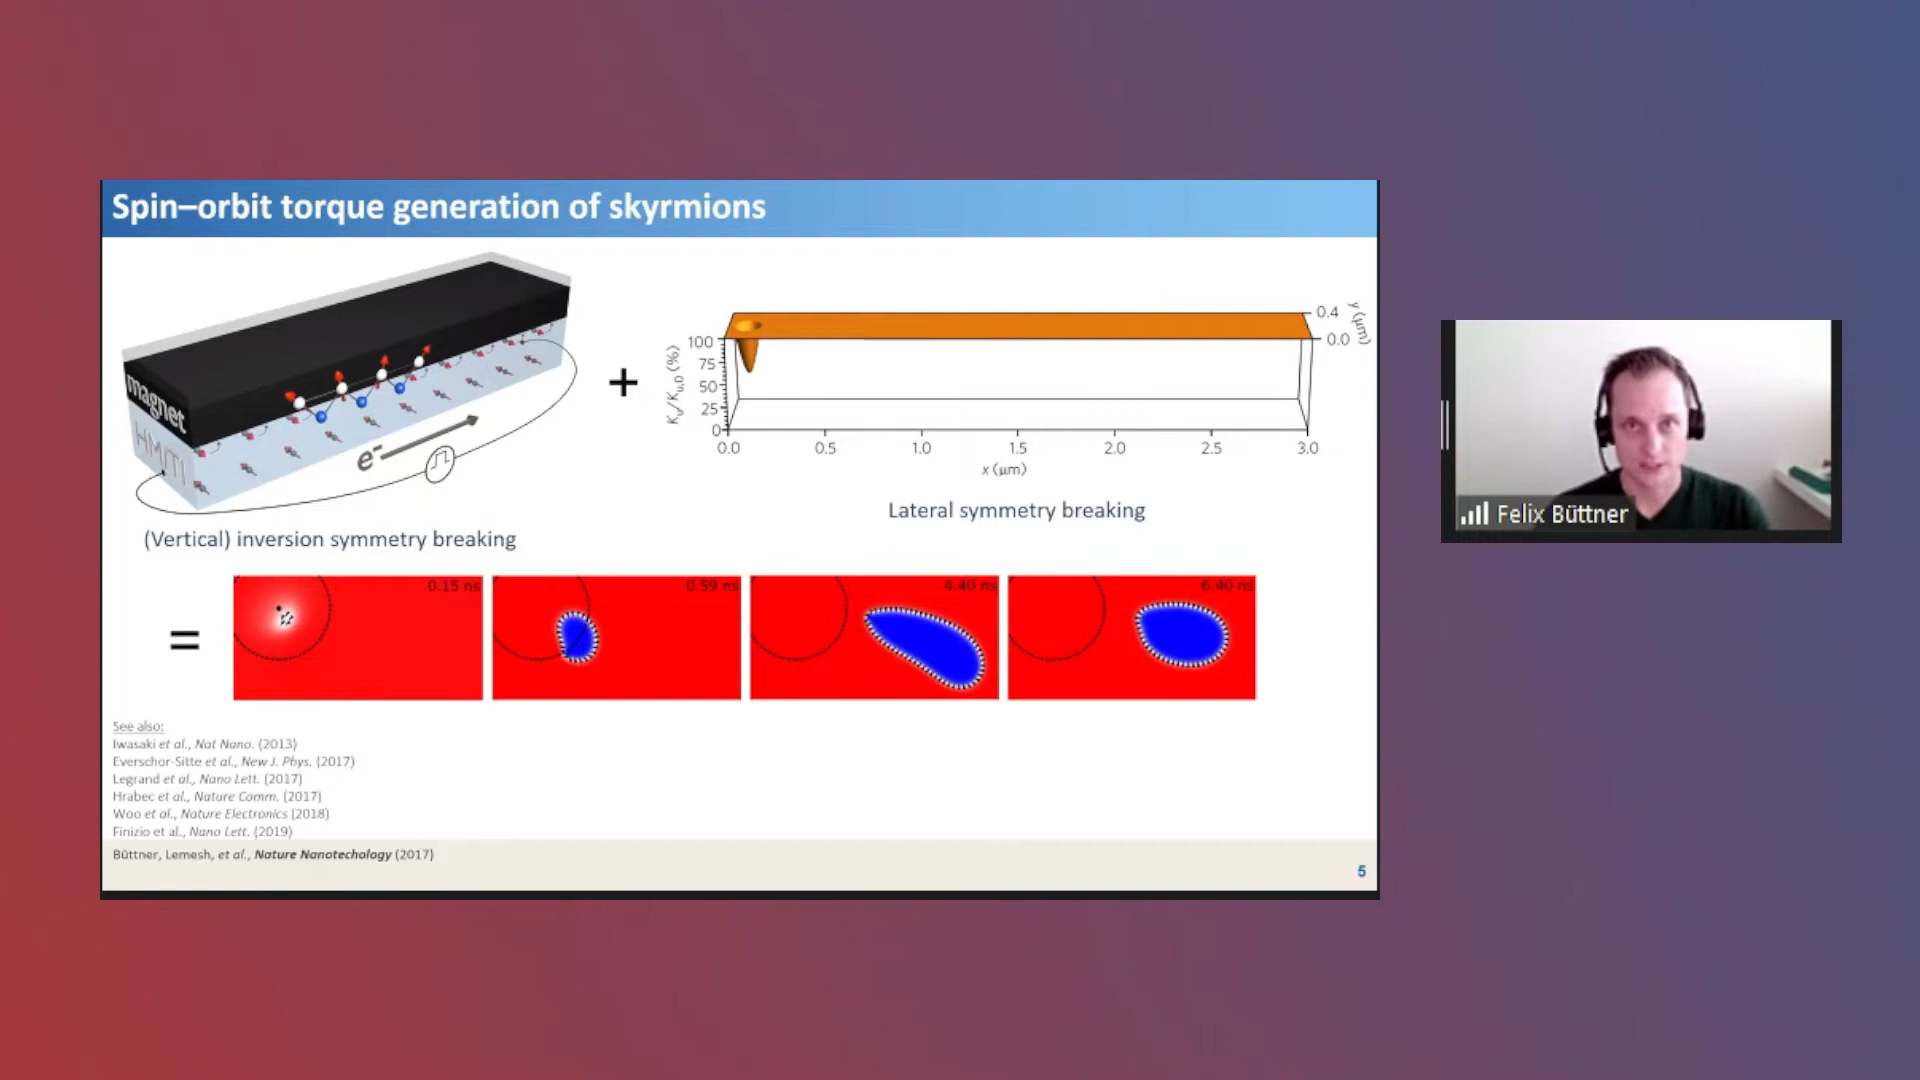 Spin–orbit torque generation of skyrmions
magnet
HM/TI
e-
(Vertical) inversion symmetry breaking
+
Ku/Ku,0 (%)
100
75
50
25
0
0.0 0.5 1.0 1.5 2.0 2.5 3.0
x (μm)
0.4
0.0
y (μm)
Lateral symmetry breaking
=
0.15 ns
0.59 ns
4.40 ns
6.40 ns
See also:
Iwasaki et al., Nat Nano. (2013)
Everschor-Sitte et al., New J. Phys. (2017)
Legrand et al., Nano Lett. (2017)
Hrabec et al., Nature Comm. (2017)
Woo et al., Nature Electronics (2018)
Finizio et al., Nano Lett. (2019)
Büttner, Lemesh, et al., Nature Nanotechology (2017)
5
Felix Büttner